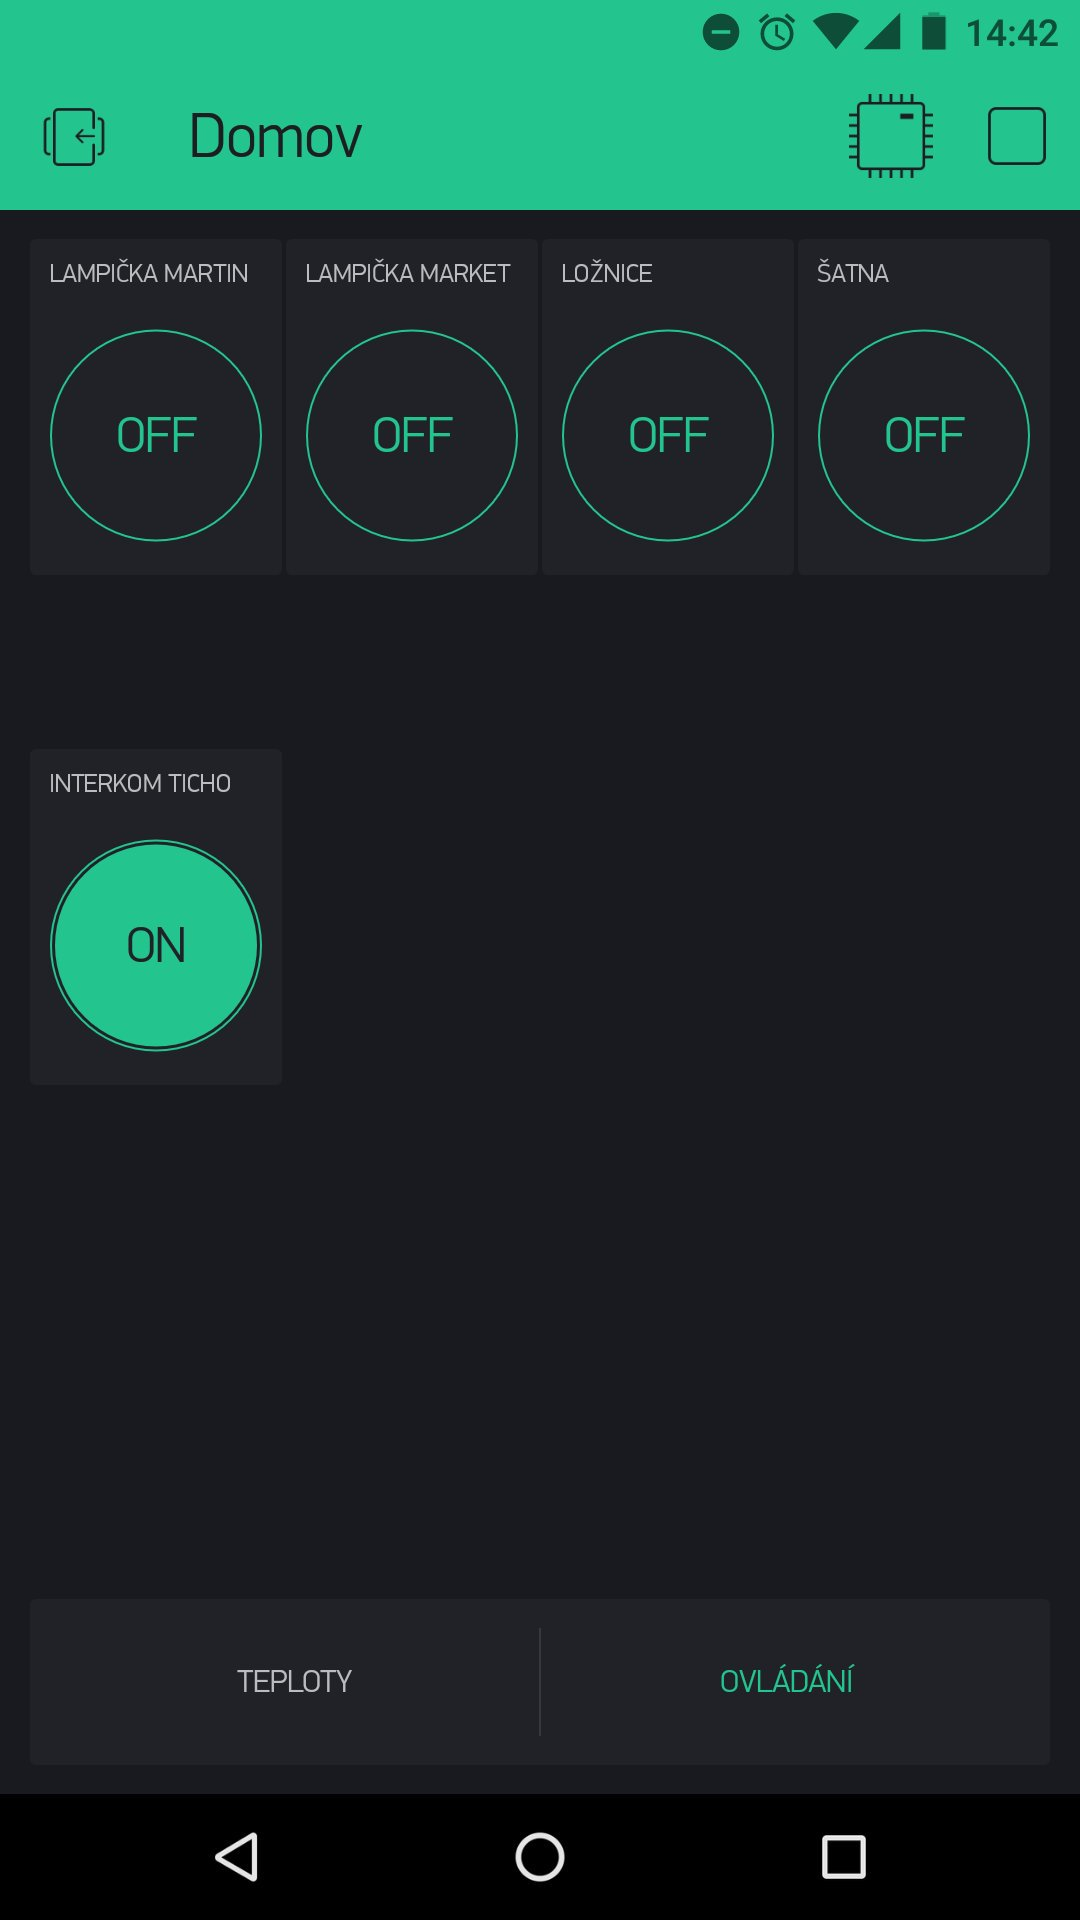 14:42
Domov
LAMPIČKA MARTIN
LAMPIČKA MARKET
LOŽNICE
ŠATNA
OFF
OFF
OFF
OFF
INTERKOM TICHO
ON
TEPLOTY
OVLÁDÁNÍ